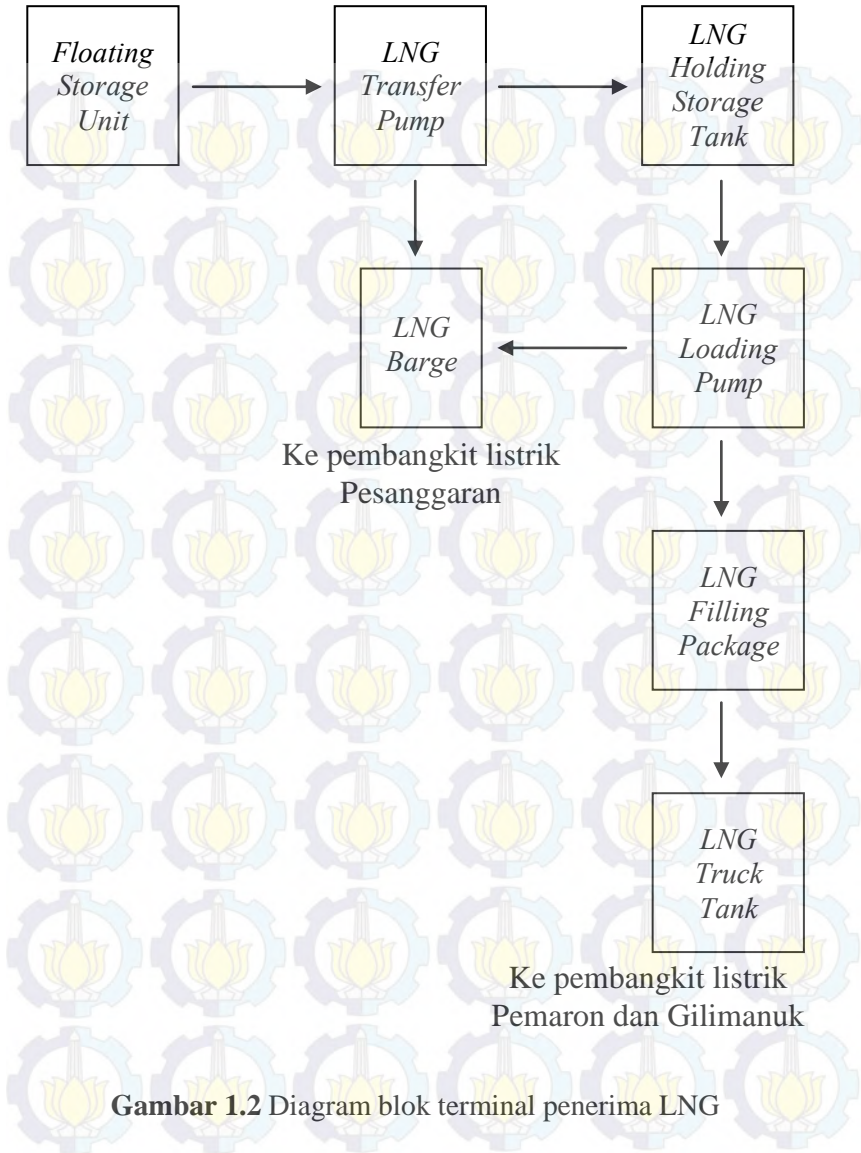 Floating
Storage
Unit
LNG
Transfer
Pump
LNG
Holding
Storage
Tank
LNG
Barge
LNG
Loading
Pump
Ke pembangkit listrik
Pesanggaran
LNG
Filling
Package
LNG
Truck
Tank
Ke pembangkit listrik
Pemaron dan Gilimanuk
Gambar 1.2 Diagram blok terminal penerima LNG